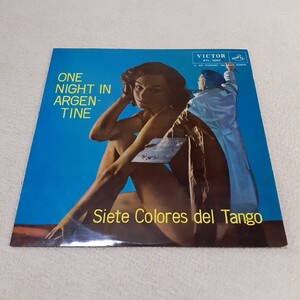 VICTOR
ONE
NIGHT IN
ARGEN-
TINE
Siete Colores del Tango